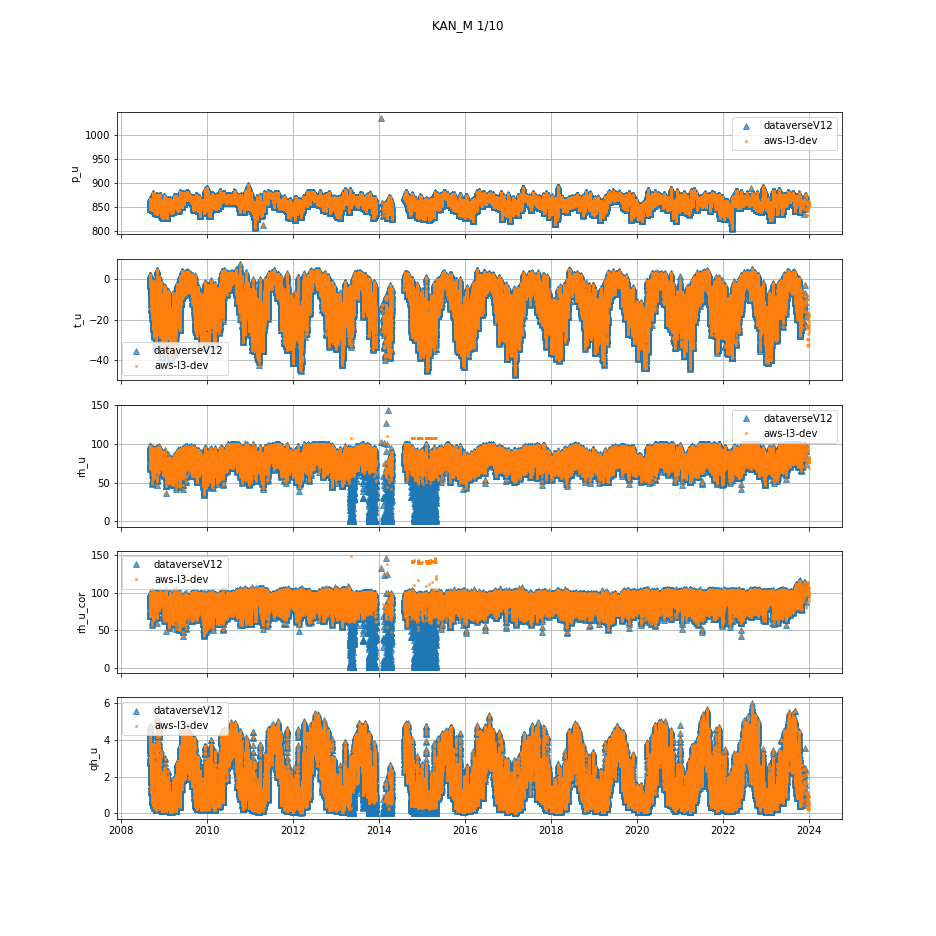 KAN_M 1/10
1000
950
900
850
800
p_u
dataverseV12
aws-l3-dev
0
−20
−40
t_u
dataverseV12
aws-l3-dev
150
100
50
0
rh_u
dataverseV12
aws-l3-dev
150
100
50
0
rh_u_cor
dataverseV12
aws-l3-dev
6
4
2
0
qh_u
dataverseV12
aws-l3-dev
2008 2010 2012 2014 2016 2018 2020 2022 2024